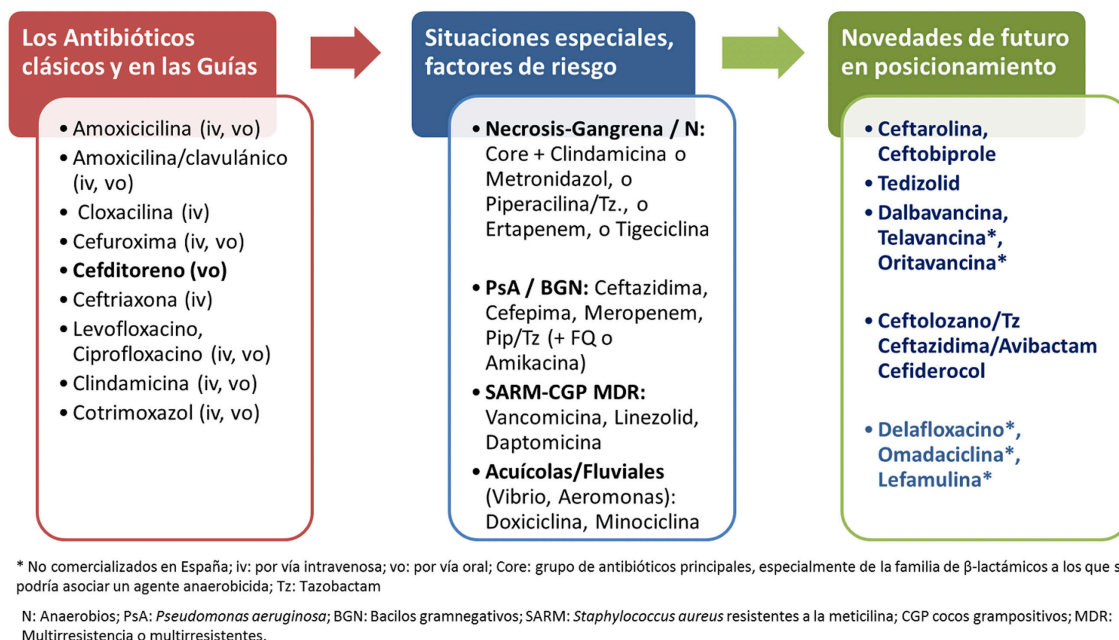 Los Antibióticos
clásicos y en las Guías
• Amoxicicilina (iv, vo)
• Amoxicilina/clavulánico
(iv, vo)
• Cloxacilina (iv)
• Cefuroxima (iv, vo)
• Cefditoreno (vo)
• Ceftriaxona (iv)
• Levofloxacino,
Ciprofloxacino (iv, vo)
• Clindamicina (iv, vo)
• Cotrimoxazol (iv, vo)
Situaciones especiales,
factores de riesgo
• Necrosis-Gangrena / N:
Core + Clindamicina o
Metronidazol, o
Piperacilina/Tz., o
Ertapenem, o Tigeciclina
• PsA / BGN: Ceftazidima,
Cefepima, Meropenem,
Pip/Tz (+ FQ o
Amikacina)
• SARM-CGP MDR:
Vancomicina, Linezolid,
Daptomicina
• Acuícolas/Fluviales
(Vibrio, Aeromonas):
Doxiciclina, Minociclina
Novedades de futuro
en posicionamiento
• Ceftarolina,
Ceftobiprole
• Tedizolid
• Dalbavancina,
Telavancina*,
Oritavancina*
• Ceftolozano/Tz
Ceftazidima/Avibactam
Cefiderocol
• Delafloxacino*,
Omadaciclina*,
Lefamulina*
* No comercializados en España; iv: por vía intravenosa; vo: por vía oral; Core: grupo de antibióticos principales, especialmente de la familia de β-lactámicos a los que s
podría asociar un agente anaerobicida; Tz: Tazobactam
N: Anaerobios; PsA: Pseudomonas aeruginosa; BGN: Bacilos gramnegativos; SARM: Staphylococcus aureus resistentes a la meticilina; CGP cocos grampositivos; MDR:
Multirresistencia o multirresistentes.